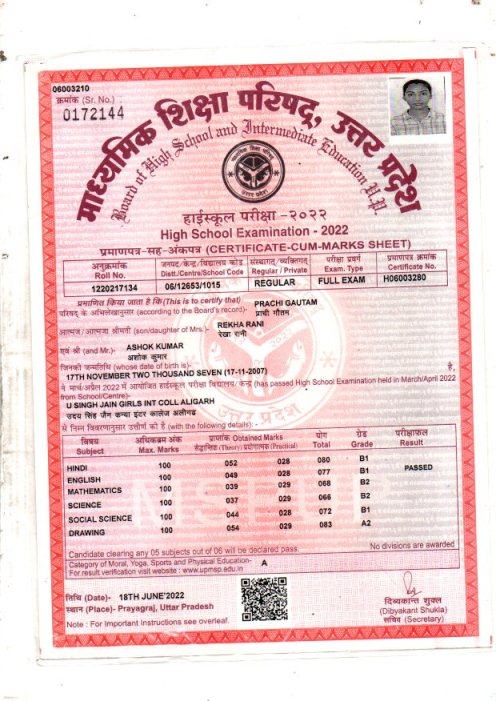 06003210
क्रमांक (Sr. No.)
0172144
माध्यमिक शिक्षा परिषद, उत्तर प्रदेश
Board of High School and Intermediate Education U.P.
हाईस्कूल परीक्षा -२०२२
High School Examination - 2022
प्रमाणपत्र-सह-अंकपत्र (CERTIFICATE-CUM-MARKS SHEET)
अनुक्रमांक जनपद/केन्द्र/विद्यालय कोड संस्थागत/व्यक्तिगत परीक्षा प्रवर्ग प्रमाणपत्र क्रमांक
Roll No. Distt./Centre/School Code Regular / Private Exam. Type Certificate No.
1220217134 06/12653/1015 REGULAR FULL EXAM H06003280
प्रमाणित किया जाता है कि(This is to certify that) PRACHI GAUTAM
परिषद के अभिलेखानुसार (according to the Board's record)- प्राची गौतम
आत्मज/आत्मजा श्रीमती (son/daughter of Mrs.)- REKHA RANI
रेखा रानी
एवं श्री (and Mr.)- ASHOK KUMAR
अशोक कुमार
जिनकी जन्मतिथि (whose date of birth is)-
17TH NOVEMBER TWO THOUSAND SEVEN (17-11-2007) है,
ने मार्च/अप्रैल 2022 में आयोजित हाईस्कूल परीक्षा विद्यालय/ केन्द्र (has passed High School Examination held in March/April 2022
from School/Centre)-
U SINGH JAIN GIRLS INT COLL ALIGARH
उदय सिंह जैन कन्या इंटर कालेज अलीगढ
से निम्न विवरणानुसार उत्तीर्ण की है (with the following details): -
विषय अधिकतम अंक प्राप्तांक Obtained Marks योग ग्रेड परीक्षाफल
Subject Max. Marks सैद्धान्तिक (Theory) प्रयोगात्मक (Practical) Total Grade Result
HINDI 100 052 028 080 B1
ENGLISH 100 049 028 077 B1 PASSED
MATHEMATICS 100 039 029 068 B2
SCIENCE 100 037 029 066 B2
SOCIAL SCIENCE 100 044 028 072 B1
DRAWING 100 054 029 083 A2
Candidate clearing any 05 subjects out of 06 will be declared pass. No divisions are awarded
Category of Moral, Yoga, Sports and Physical Education- A
For result verification visit website : www.upmsp.edu.in
तिथि (Date)- 18TH JUNE'2022
स्थान (Place)- Prayagraj, Uttar Pradesh
Note : For Important Instructions see overleaf.
दिव्यकान्त शुक्ल
(Dibyakant Shukla)
सचिव (Secretary)